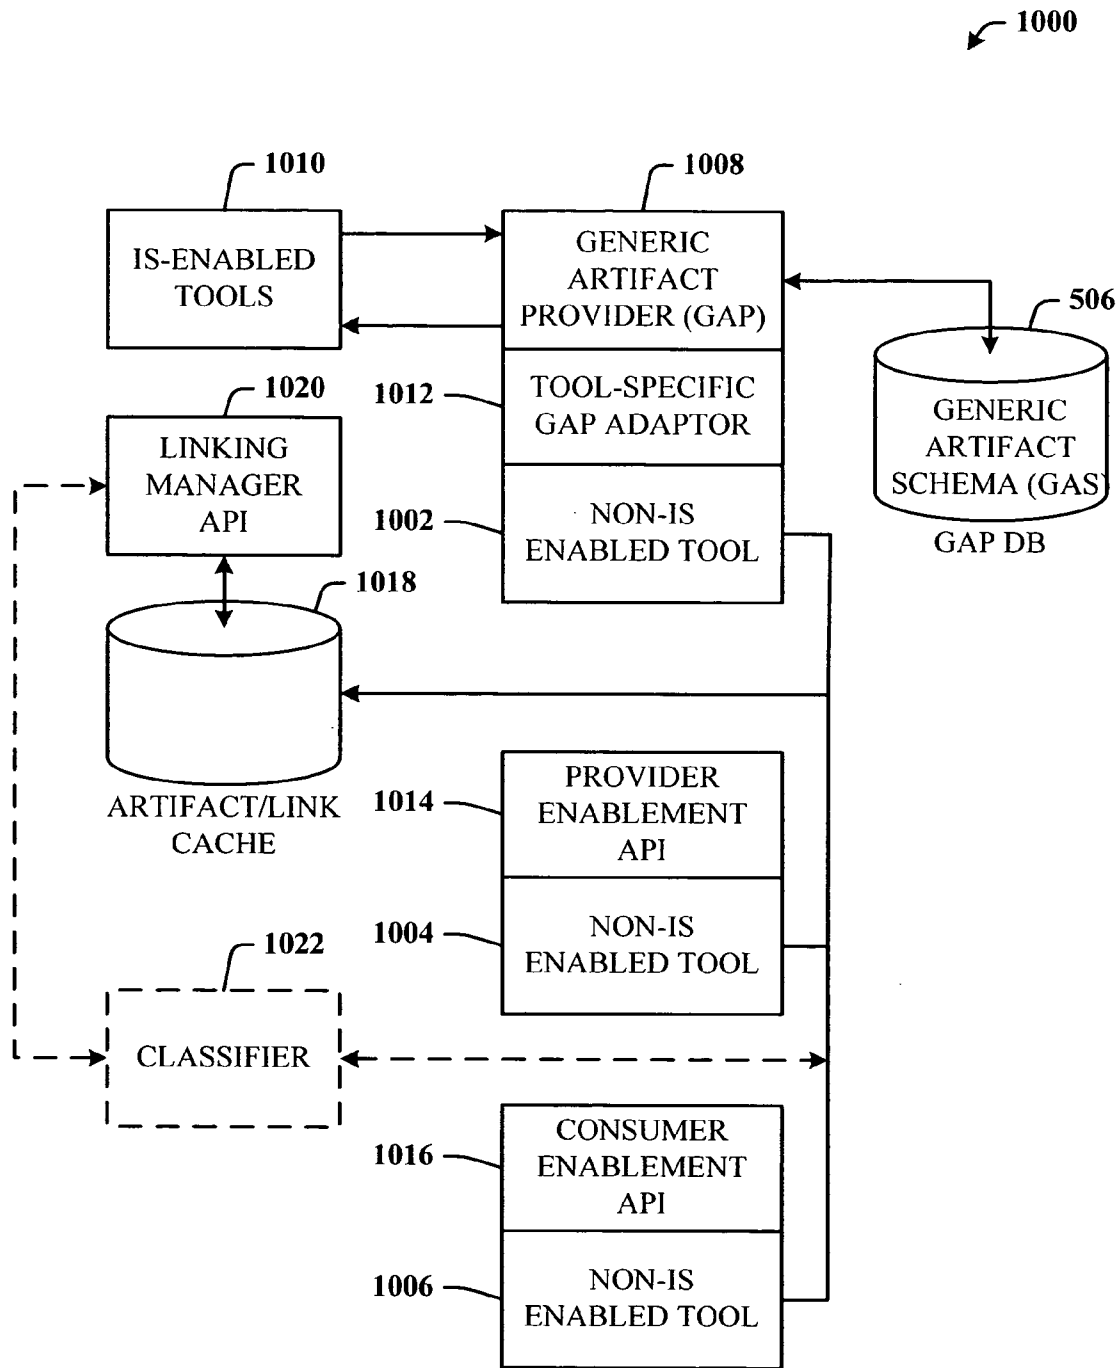 1000
1010
IS-ENABLED
TOOLS
1008
GENERIC
ARTIFACT
PROVIDER (GAP)
506
GENERIC
ARTIFACT
SCHEMA (GAS)
GAP DB
1012
TOOL-SPECIFIC
GAP ADAPTOR
1020
LINKING
MANAGER
API
1002
NON-IS
ENABLED TOOL
1018
ARTIFACT/LINK
CACHE
1014
PROVIDER
ENABLEMENT
API
1004
NON-IS
ENABLED TOOL
1022
CLASSIFIER
1016
CONSUMER
ENABLEMENT
API
1006
NON-IS
ENABLED TOOL